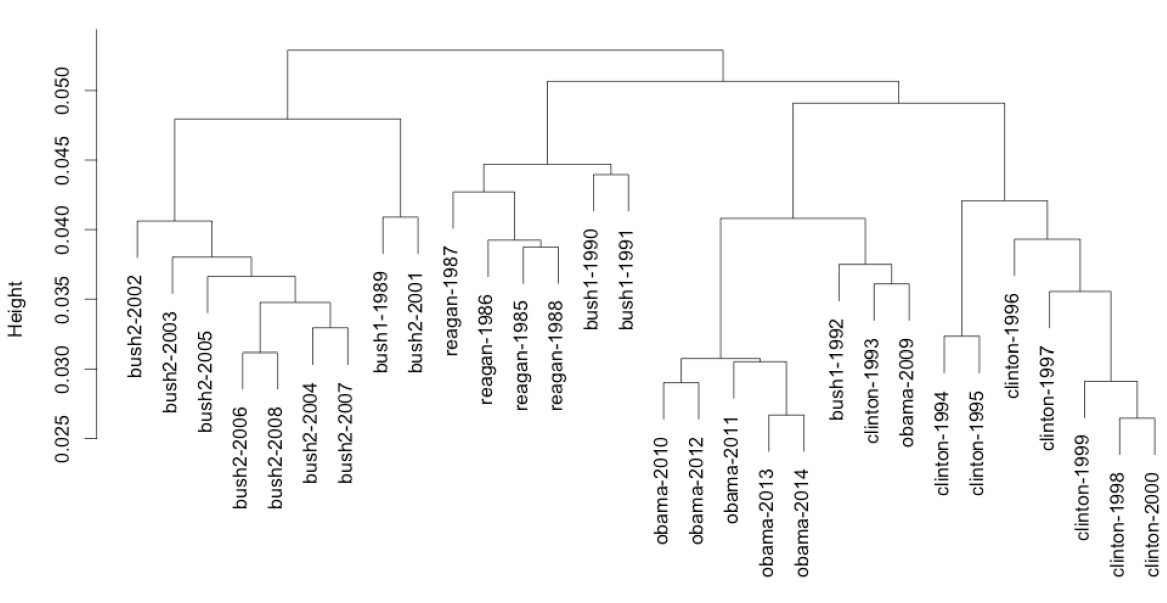 Height
0.050
0.045
0.040
0.035
0.030
0.025
bush2-2002
bush2-2003
bush2-2005
bush2-2006
bush2-2008
bush2-2004
bush2-2007
bush1-1989
bush2-2001
reagan-1987
reagan-1986
reagan-1985
reagan-1988
bush1-1990
bush1-1991
obama-2010
obama-2012
obama-2011
obama-2013
obama-2014
bush1-1992
clinton-1993
obama-2009
clinton-1994
clinton-1995
clinton-1996
clinton-1997
clinton-1999
clinton-1998
clinton-2000